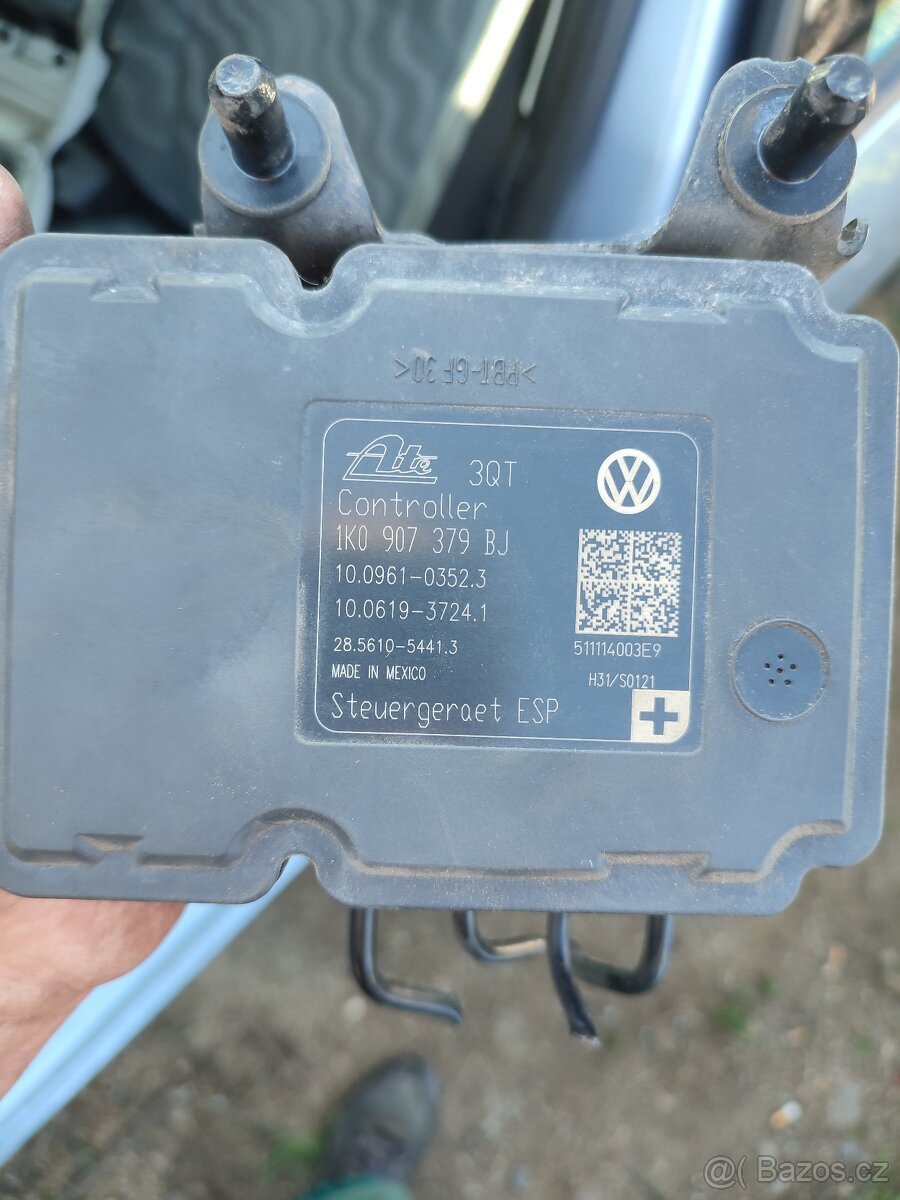 >PBT-GF30<
Ate 3QT
Controller
1K0 907 379 BJ
10.0961-0352.3
10.0619-3724.1
28.5610-5441.3
MADE IN MEXICO
511114003E9
H31/S0121
Steuergeraet ESP
@( Bazos.cz